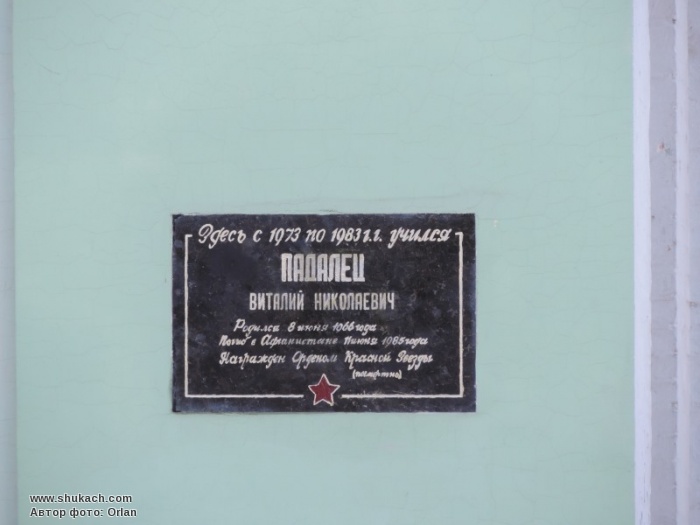 Здесь с 1973 по 1983 г.г. учился
ПАДАЛЕЦ
ВИТАЛИЙ НИКОЛАЕВИЧ
Родился 8 июня 1966 года
Погиб в Афганистане июня 1985 года
Награжден Орденом Красной Звезды
(посмертно)
www.shukach.com
Автор фото: Orlan